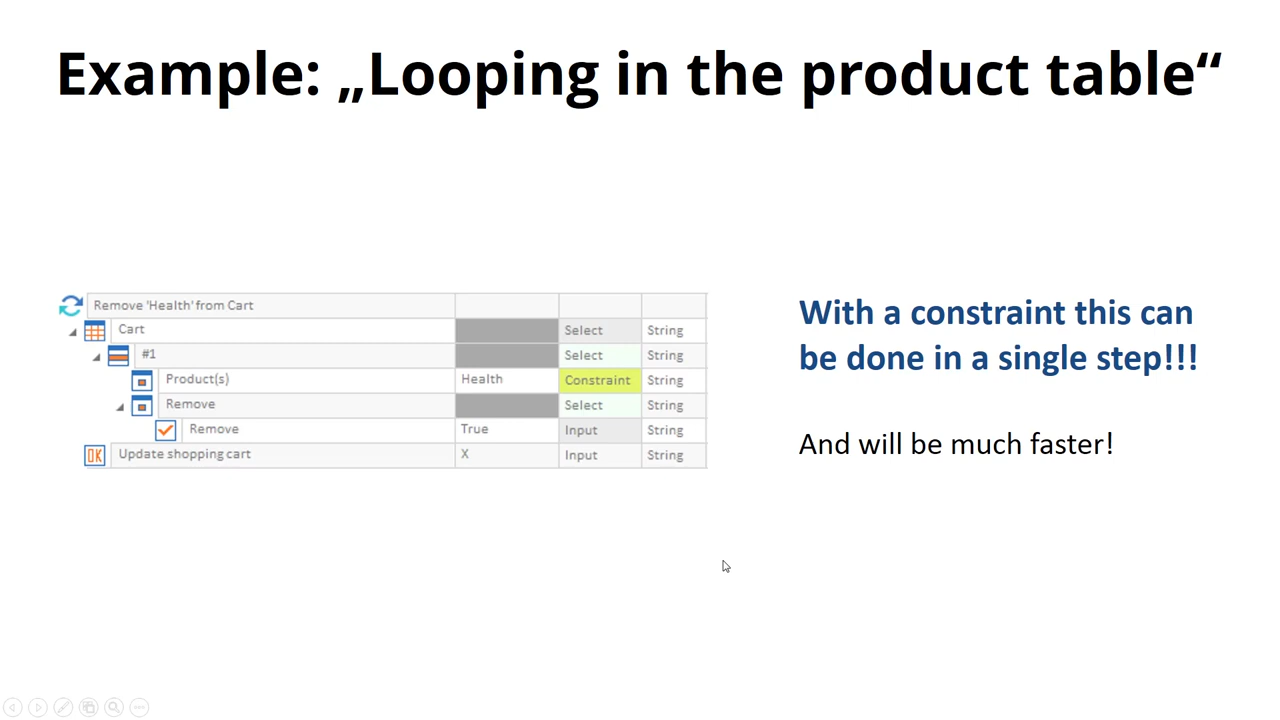 Example: „Looping in the product table“
Remove 'Health' from Cart
Cart Select String
#1 Select String
Product(s) Health Constraint String
Remove Select String
Remove True Input String
OK Update shopping cart X Input String
With a constraint this can
be done in a single step!!!
And will be much faster!